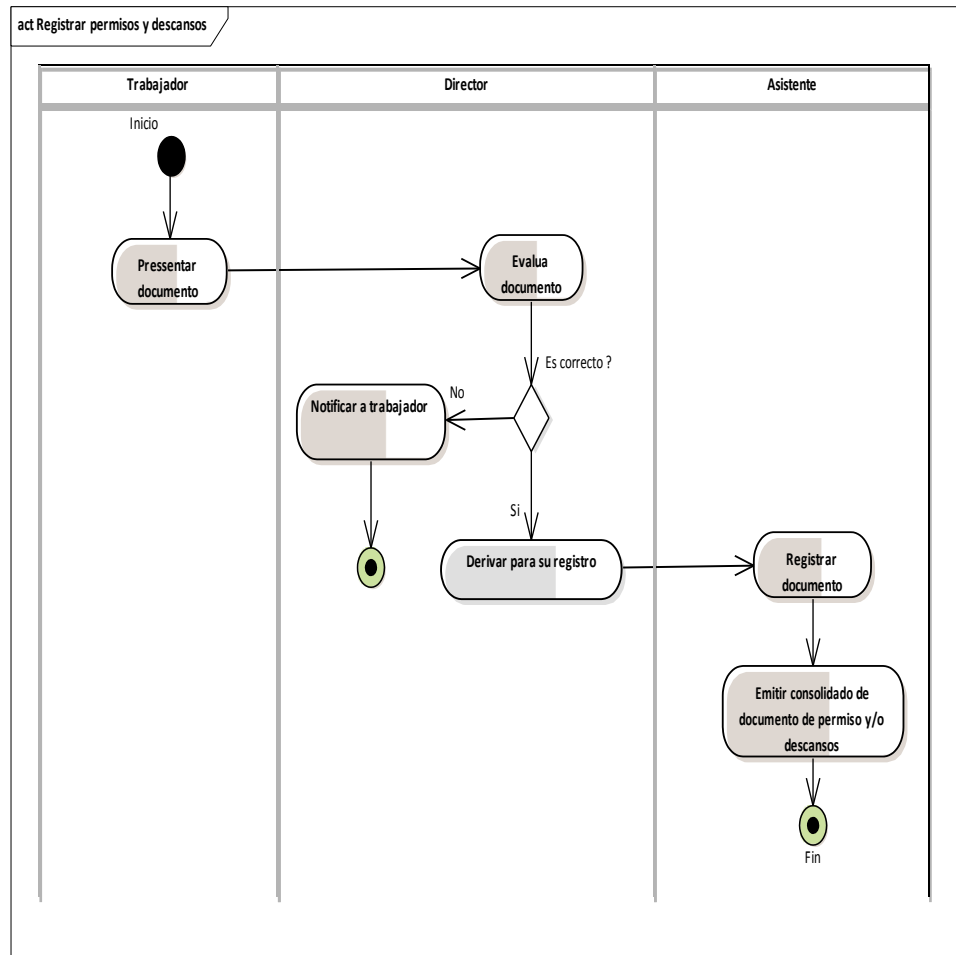 act Registrar permisos y descansos
Trabajador
Director
Asistente
Inicio
Pressentar
documento
Evalua
documento
Es correcto ?
No
Notificar a trabajador
Si
Derivar para su registro
Registrar
documento
Emitir consolidado de
documento de permiso y/o
descansos
Fin